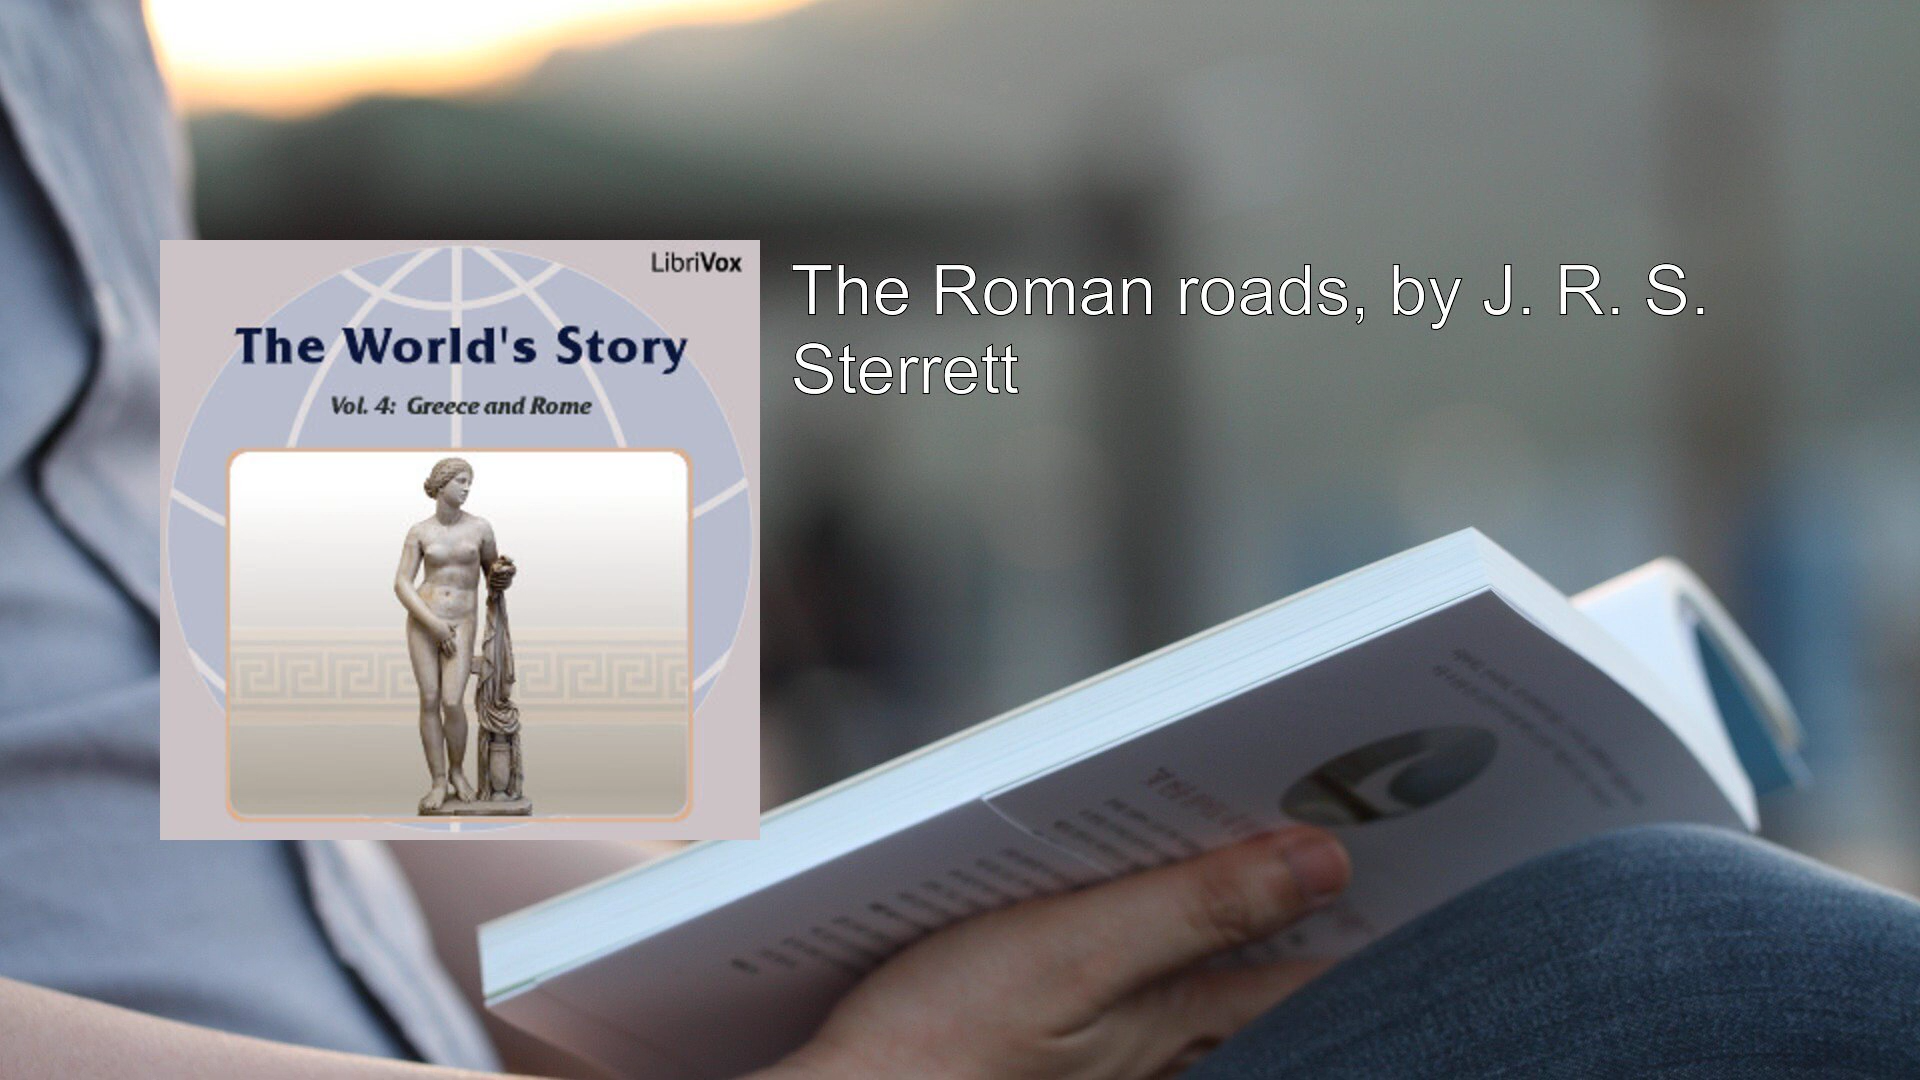 LibriVox
The World's Story
Vol. 4: Greece and Rome
The Roman roads, by J. R. S.
Sterrett